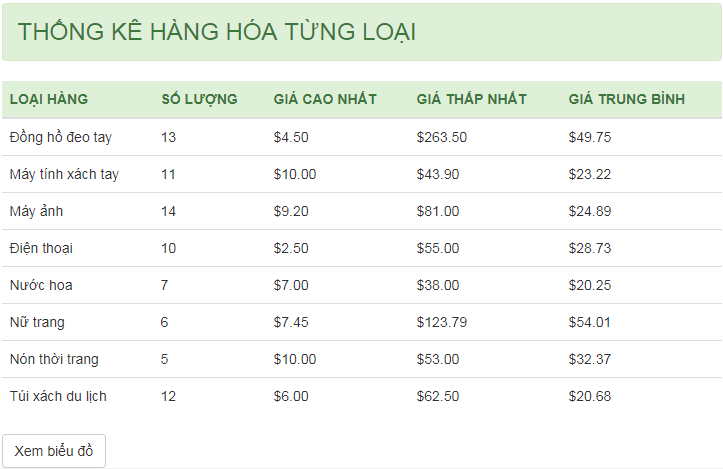 THỐNG KÊ HÀNG HÓA TỪNG LOẠI
LOẠI HÀNG SỐ LƯỢNG GIÁ CAO NHẤT GIÁ THẤP NHẤT GIÁ TRUNG BÌNH
Đồng hồ đeo tay 13 $4.50 $263.50 $49.75
Máy tính xách tay 11 $10.00 $43.90 $23.22
Máy ảnh 14 $9.20 $81.00 $24.89
Điện thoại 10 $2.50 $55.00 $28.73
Nước hoa 7 $7.00 $38.00 $20.25
Nữ trang 6 $7.45 $123.79 $54.01
Nón thời trang 5 $10.00 $53.00 $32.37
Túi xách du lịch 12 $6.00 $62.50 $20.68
Xem biểu đồ